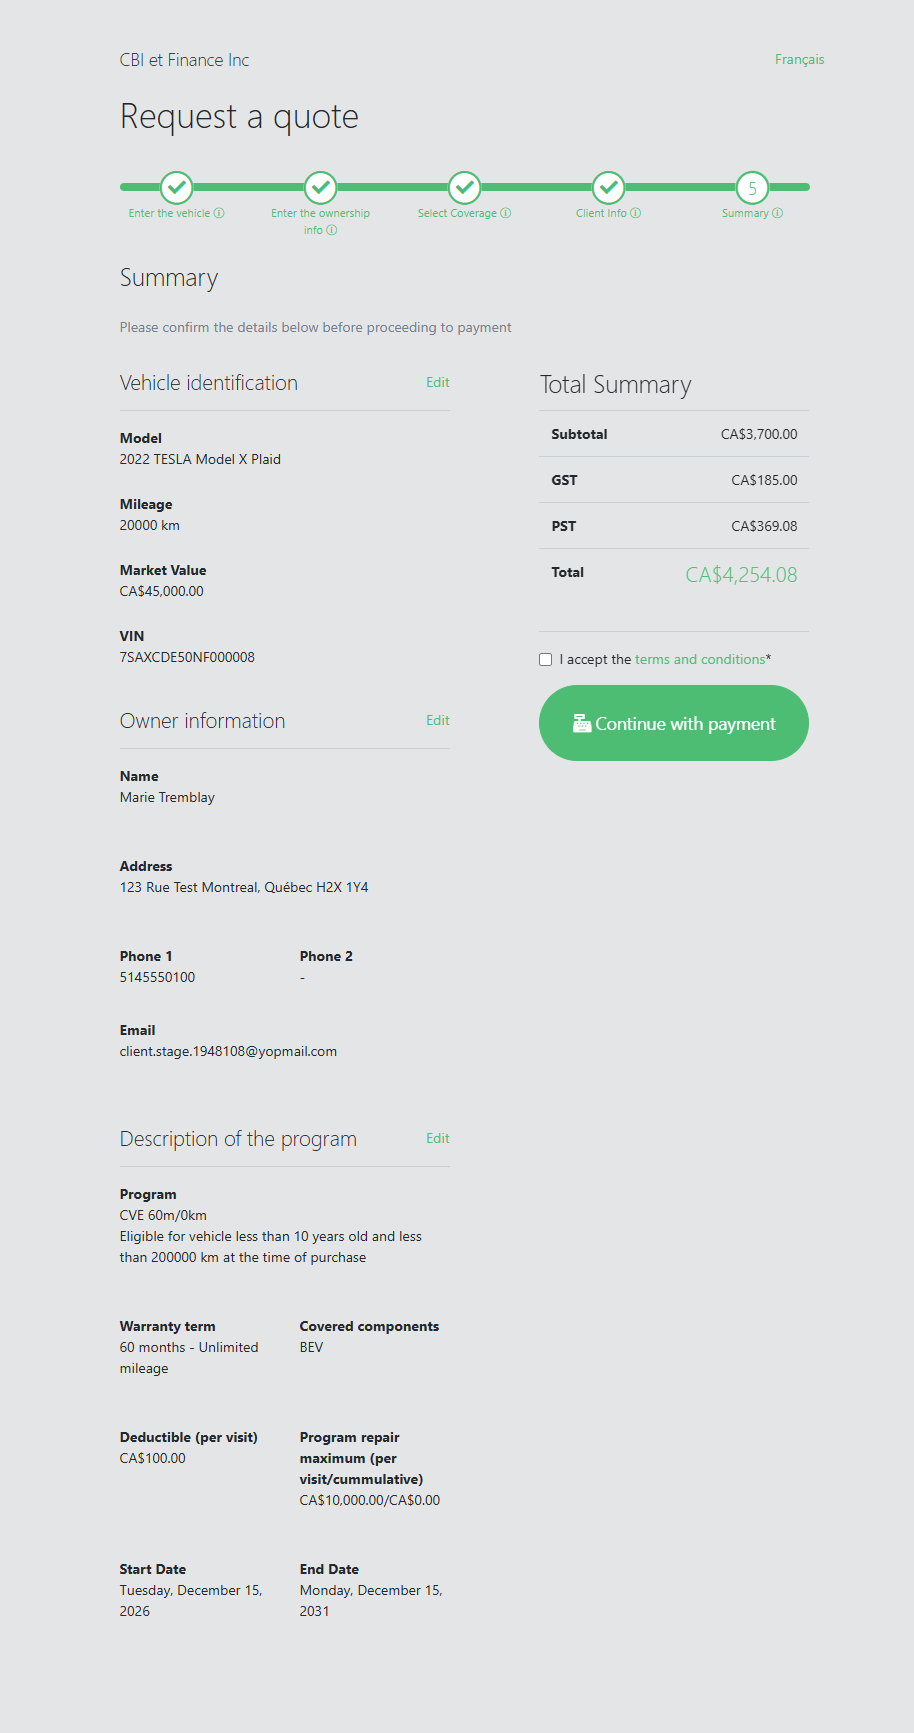 CBI et Finance Inc
Français
Request a quote
5
Enter the vehicle ⓘ
Enter the ownership
info ⓘ
Select Coverage ⓘ
Client Info ⓘ
Summary ⓘ
Summary
Please confirm the details below before proceeding to payment
Vehicle identification
Edit
Model
2022 TESLA Model X Plaid
Mileage
20000 km
Market Value
CA$45,000.00
VIN
7SAXCDE50NF000008
Owner information
Edit
Name
Marie Tremblay
Address
123 Rue Test Montreal, Québec H2X 1Y4
Phone 1
5145550100
Phone 2
-
Email
client.stage.1948108@yopmail.com
Description of the program
Edit
Program
CVE 60m/0km
Eligible for vehicle less than 10 years old and less
than 200000 km at the time of purchase
Warranty term
60 months - Unlimited
mileage
Covered components
BEV
Deductible (per visit)
CA$100.00
Program repair
maximum (per
visit/cummulative)
CA$10,000.00/CA$0.00
Start Date
Tuesday, December 15,
2026
End Date
Monday, December 15,
2031
Total Summary
Subtotal CA$3,700.00
GST CA$185.00
PST CA$369.08
Total CA$4,254.08
I accept the terms and conditions*
Continue with payment